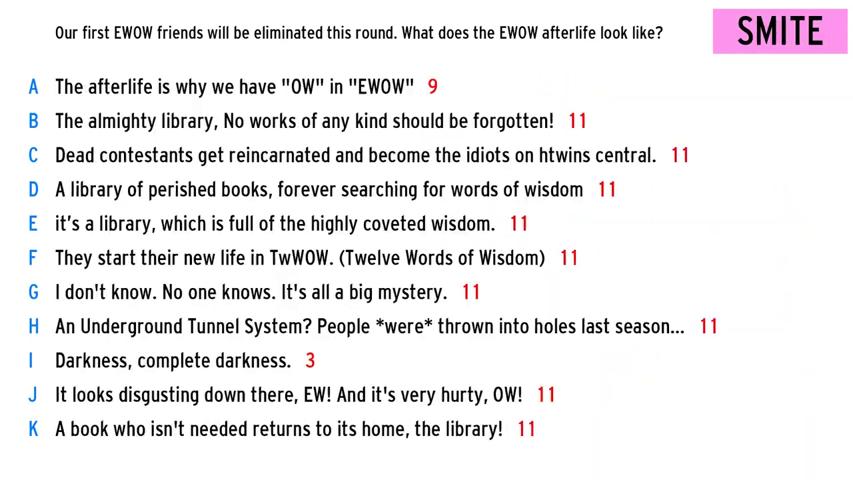 Our first EWOW friends will be eliminated this round. What does the EWOW afterlife look like?
SMITE
A The afterlife is why we have "OW" in "EWOW" 9
B The almighty library, No works of any kind should be forgotten! 11
C Dead contestants get reincarnated and become the idiots on htwins central. 11
D A library of perished books, forever searching for words of wisdom 11
E it's a library, which is full of the highly coveted wisdom. 11
F They start their new life in TwWOW. (Twelve Words of Wisdom) 11
G I don't know. No one knows. It's all a big mystery. 11
H An Underground Tunnel System? People *were* thrown into holes last season... 11
I Darkness, complete darkness. 3
J It looks disgusting down there, EW! And it's very hurty, OW! 11
K A book who isn't needed returns to its home, the library! 11